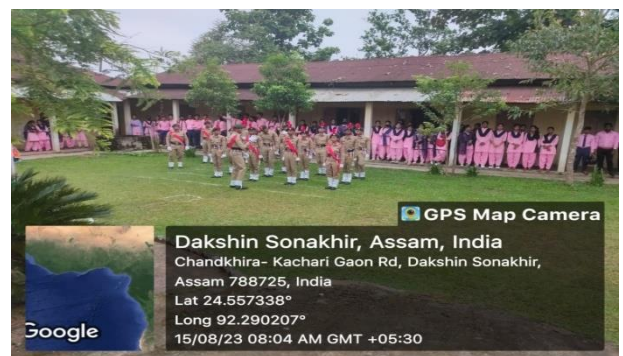 GPS Map Camera
Dakshin Sonakhir, Assam, India
Chandkhira- Kachari Gaon Rd, Dakshin Sonakhir,
Assam 788725, India
Lat 24.557338°
Long 92.290207°
15/08/23 08:04 AM GMT +05:30
Google